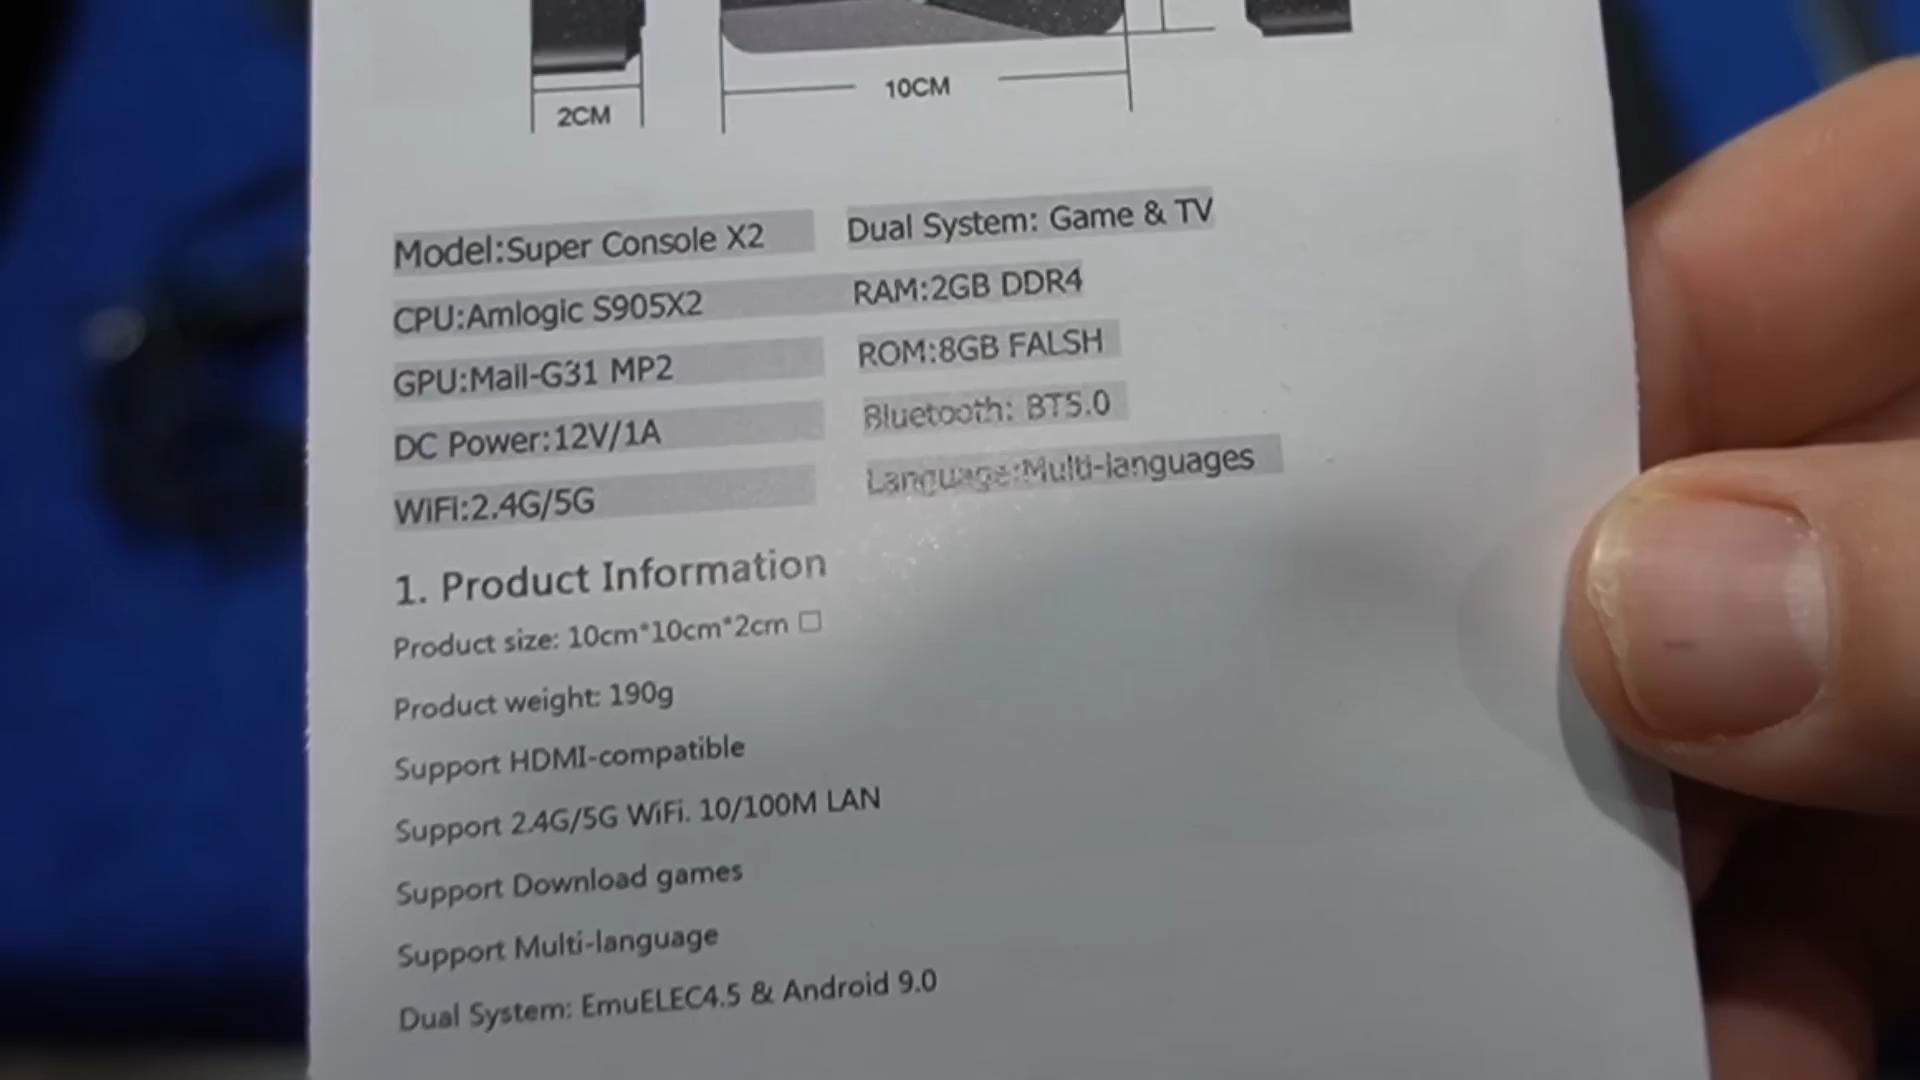 2CM
10CM
Model:Super Console X2
Dual System: Game & TV
CPU:Amlogic S905X2
RAM:2GB DDR4
GPU:Mail-G31 MP2
ROM:8GB FALSH
DC Power:12V/1A
Bluetooth: BT5.0
WiFi:2.4G/5G
Language:Multi-languages
1. Product Information
Product size: 10cm*10cm*2cm □
Product weight: 190g
Support HDMI-compatible
Support 2.4G/5G WiFi. 10/100M LAN
Support Download games
Support Multi-language
Dual System: EmuELEC4.5 & Android 9.0